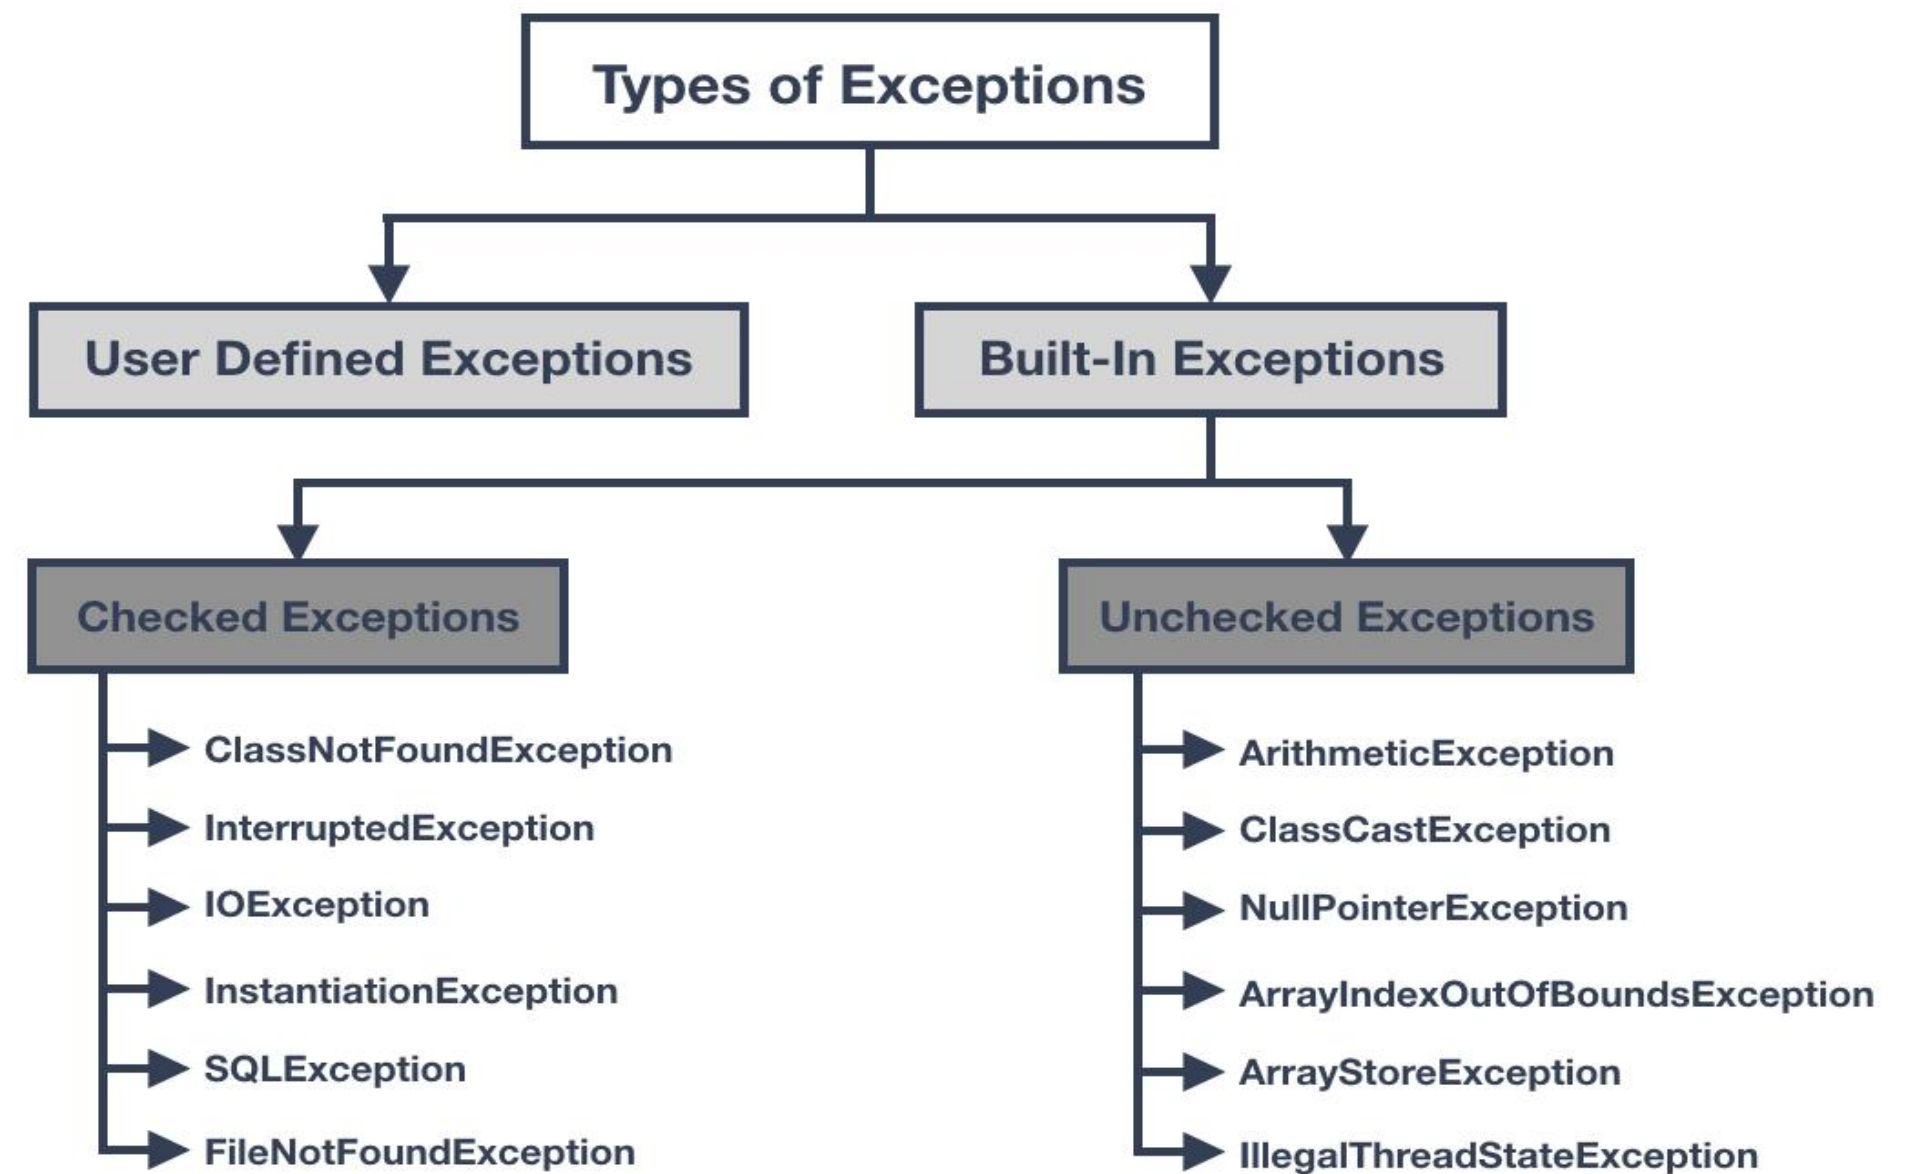 Types of Exceptions
User Defined Exceptions
Built-In Exceptions
Checked Exceptions
Unchecked Exceptions
ClassNotFoundException
InterruptedException
IOException
InstantiationException
SQLException
FileNotFoundException
ArithmeticException
ClassCastException
NullPointerException
ArrayIndexOutOfBoundsException
ArrayStoreException
IllegalThreadStateException